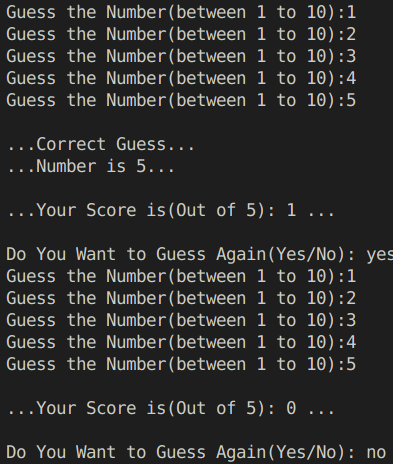 Guess the Number(between 1 to 10):1
Guess the Number(between 1 to 10):2
Guess the Number(between 1 to 10):3
Guess the Number(between 1 to 10):4
Guess the Number(between 1 to 10):5
...Correct Guess...
...Number is 5...
...Your Score is(Out of 5): 1 ...
Do You Want to Guess Again(Yes/No): yes
Guess the Number(between 1 to 10):1
Guess the Number(between 1 to 10):2
Guess the Number(between 1 to 10):3
Guess the Number(between 1 to 10):4
Guess the Number(between 1 to 10):5
...Your Score is(Out of 5): 0 ...
Do You Want to Guess Again(Yes/No): no